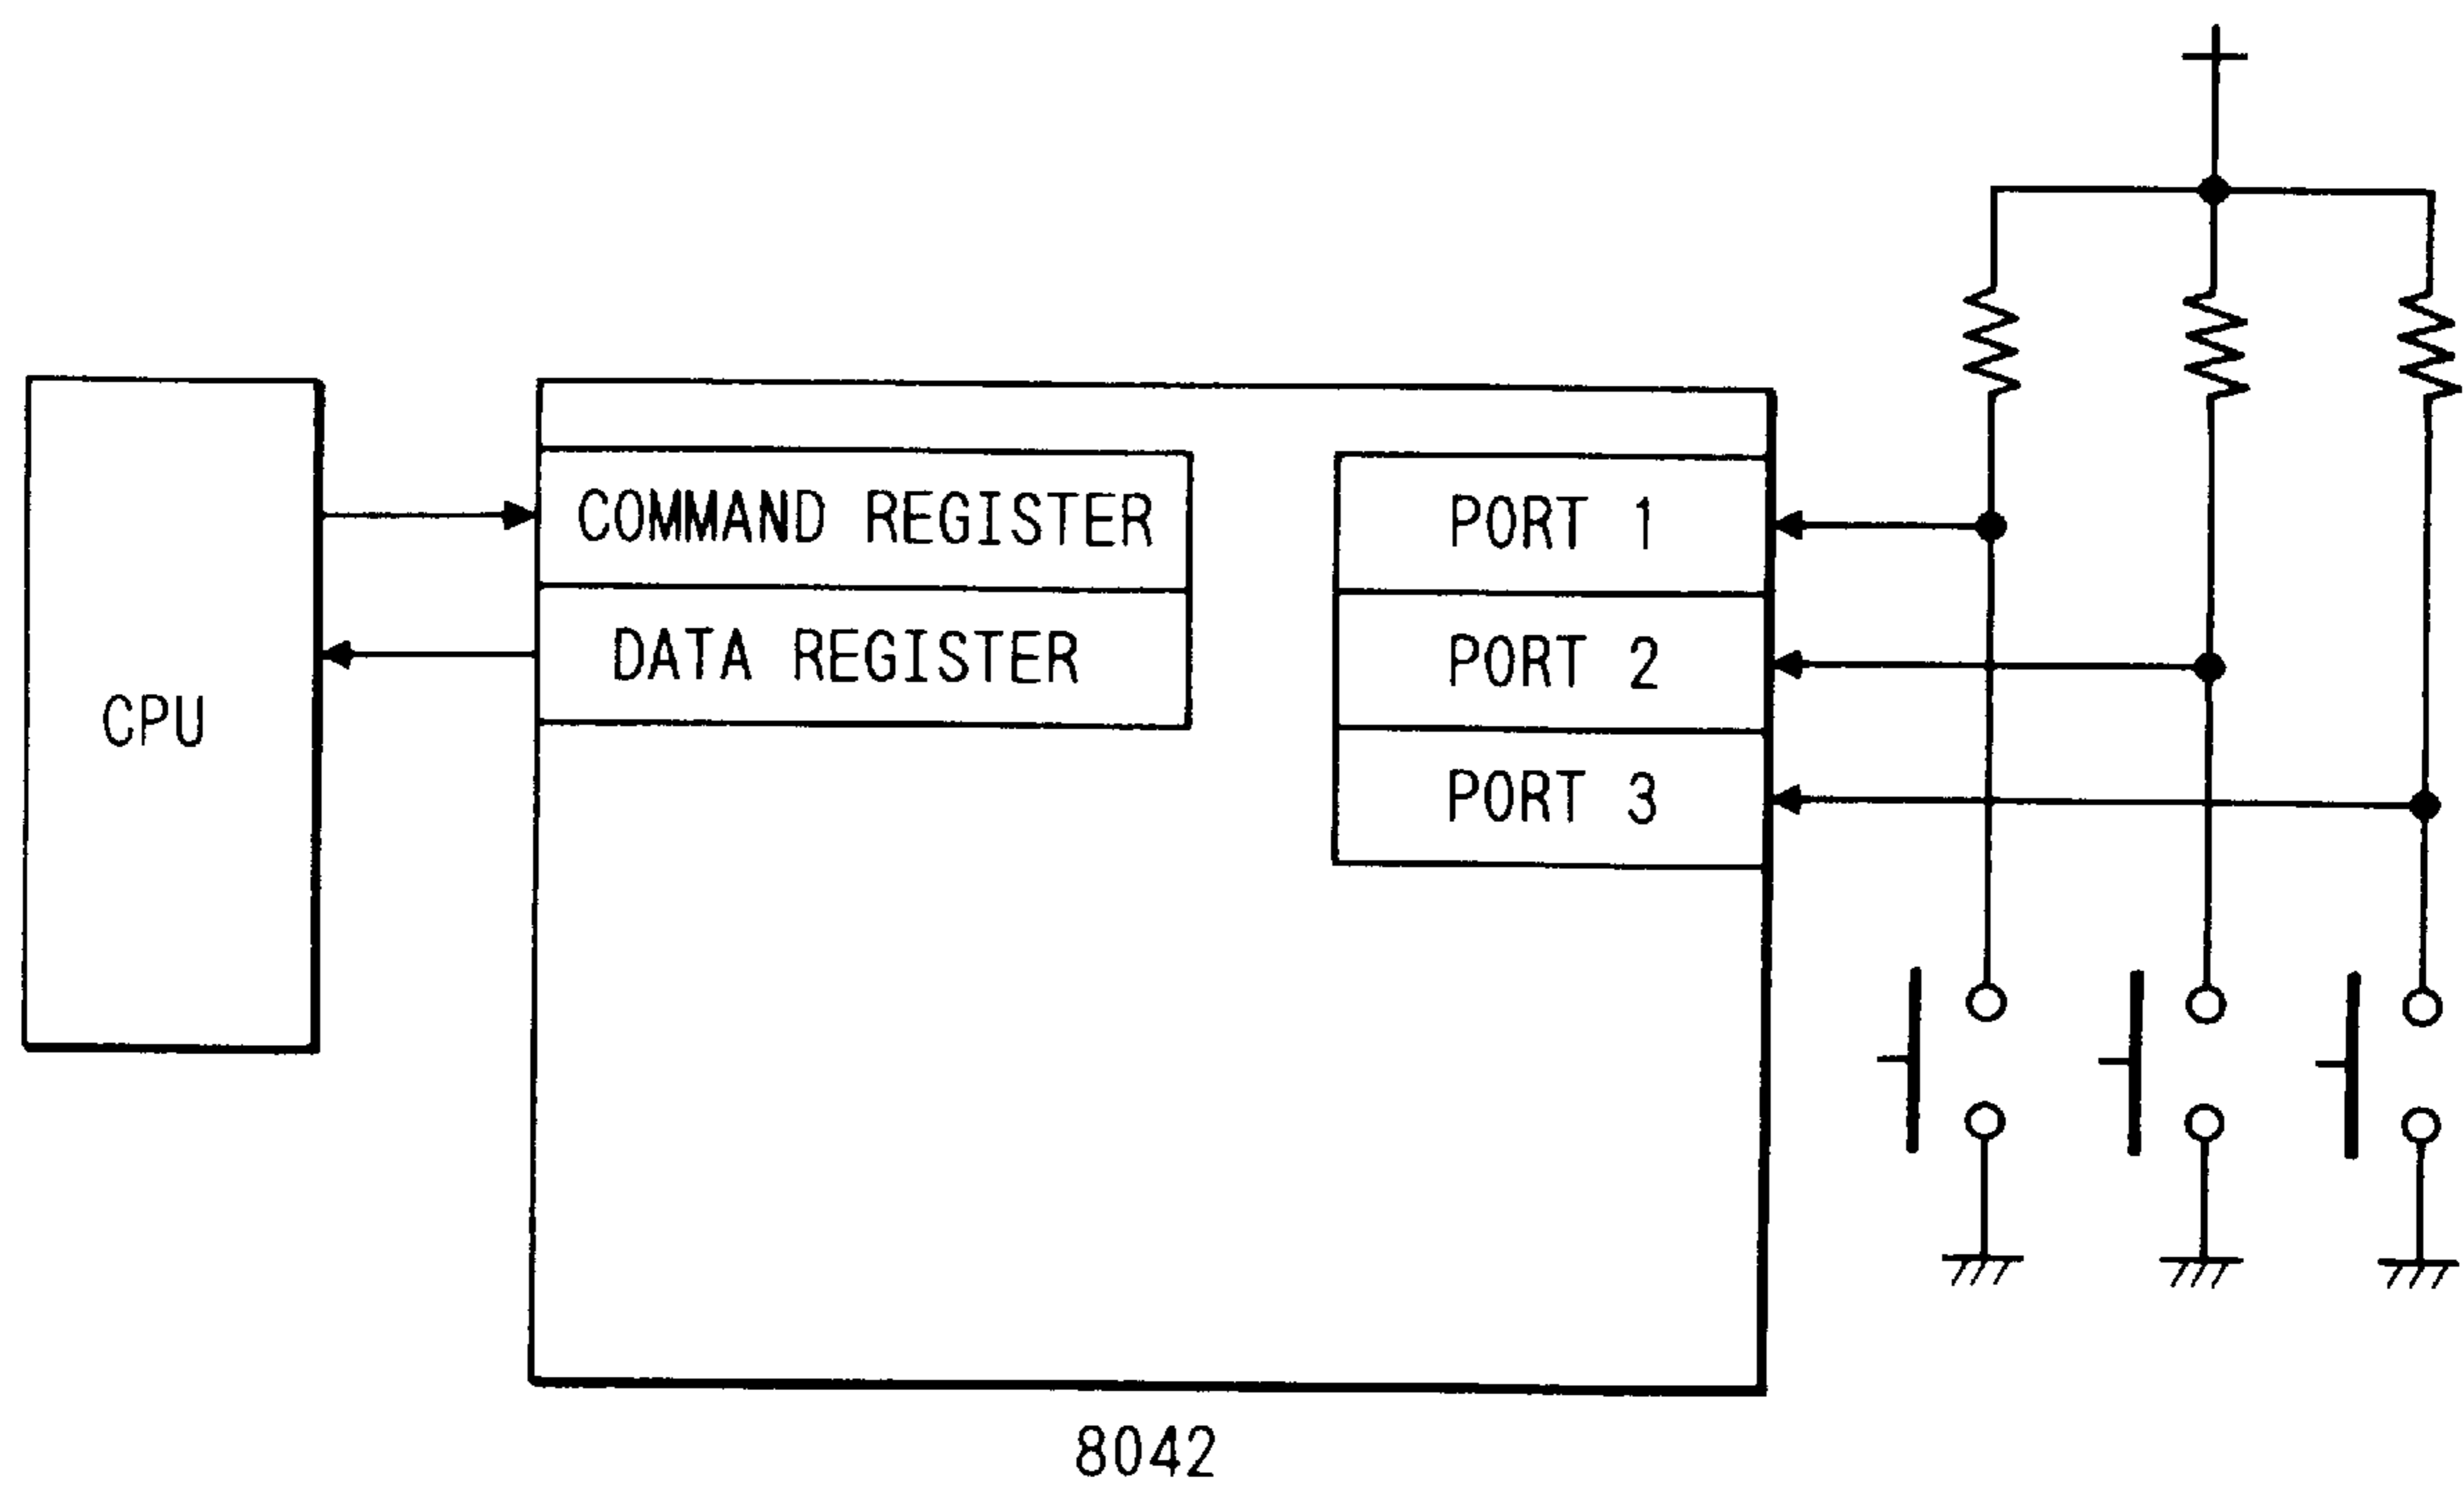 CPU
COMMAND REGISTER
DATA REGISTER
PORT 1
PORT 2
PORT 3
8042